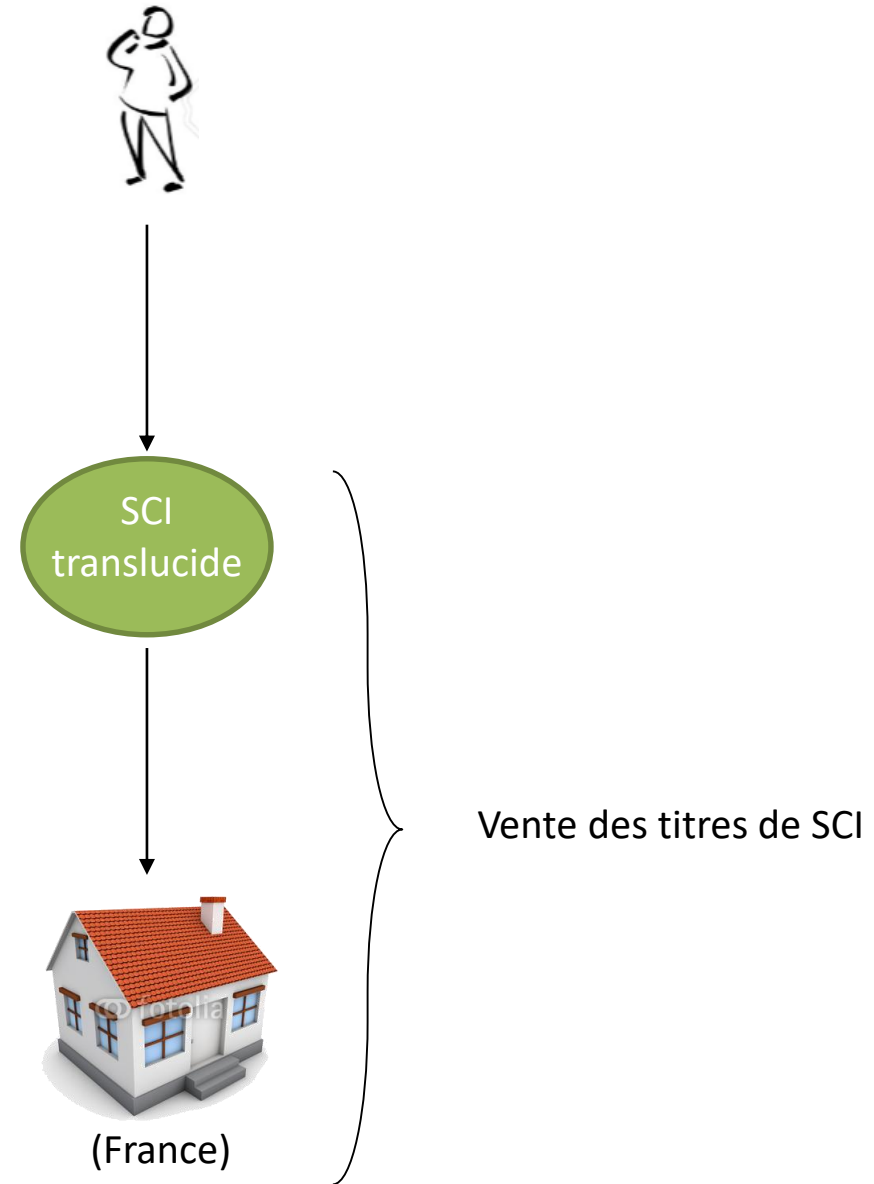 SCI
translucide
Vente des titres de SCI
fotolia
(France)